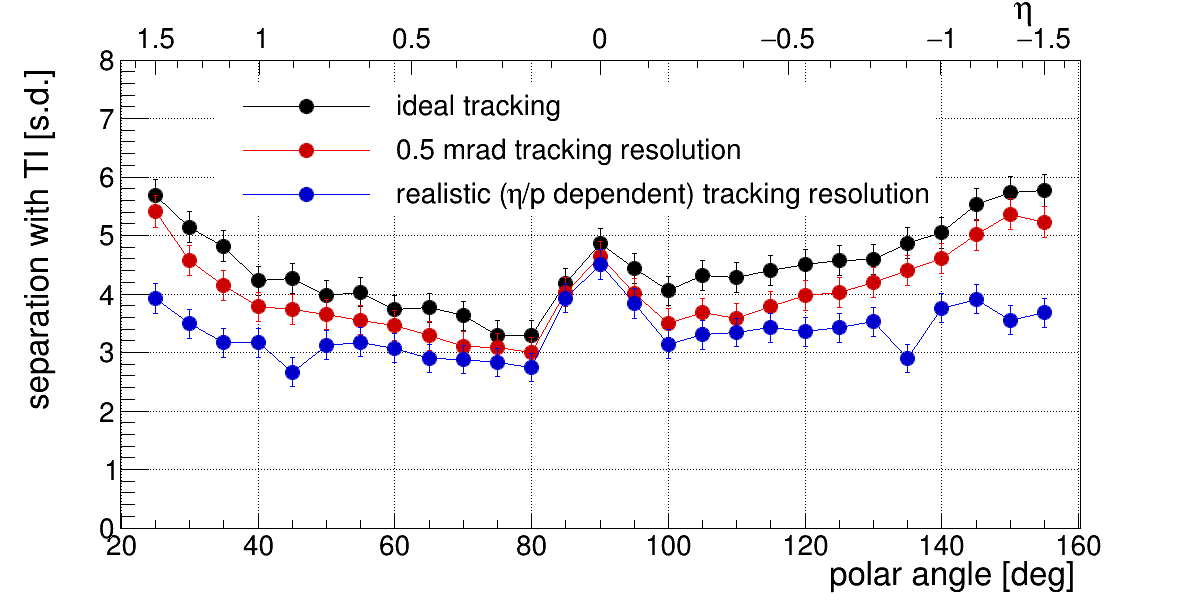 η
1.5 1 0.5 0 −0.5 −1 −1.5
8
7
6
5
4
3
2
1
0
separation with TI [s.d.]
ideal tracking
0.5 mrad tracking resolution
realistic (η/p dependent) tracking resolution
20 40 60 80 100 120 140 160
polar angle [deg]